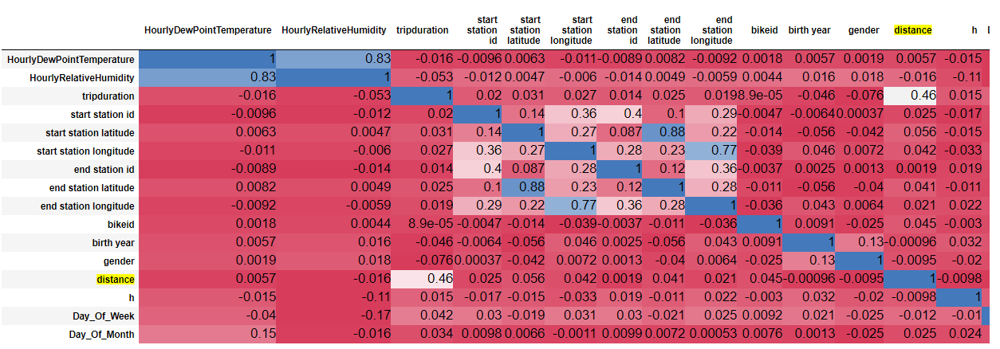 HourlyDewPointTemperature HourlyRelativeHumidity tripduration start station id start station latitude start station longitude end station id end station latitude end station longitude bikeid birth year gender distance h
HourlyDewPointTemperature 1 0.83 -0.016 -0.0096 0.0063 -0.011 -0.0089 0.0082 -0.0092 0.0018 0.0057 0.0019 0.0057 -0.015
HourlyRelativeHumidity 0.83 1 -0.053 -0.012 0.0047 -0.006 -0.014 0.0049 -0.0059 0.0044 0.016 0.018 -0.016 -0.11
tripduration -0.016 -0.053 1 0.02 0.031 0.027 0.014 0.025 0.019 8.9e-05 -0.046 -0.076 0.46 0.015
start station id -0.0096 -0.012 0.02 1 0.14 0.36 0.4 0.1 0.29 -0.0047 -0.0064 0.00037 0.025 -0.017
start station latitude 0.0063 0.0047 0.031 0.14 1 0.27 0.087 0.88 0.22 -0.014 -0.056 -0.042 0.056 -0.015
start station longitude -0.011 -0.006 0.027 0.36 0.27 1 0.28 0.23 0.77 -0.039 0.046 0.0072 0.042 -0.033
end station id -0.0089 -0.014 0.014 0.4 0.087 0.28 1 0.12 0.36 -0.0037 0.0025 0.0013 0.0019 0.019
end station latitude 0.0082 0.0049 0.025 0.1 0.88 0.23 0.12 1 0.28 -0.011 -0.056 -0.04 0.041 -0.011
end station longitude -0.0092 -0.0059 0.019 0.29 0.22 0.77 0.36 0.28 1 -0.036 0.043 0.0064 0.021 0.022
bikeid 0.0018 0.0044 8.9e-05 -0.0047 -0.014 -0.039 -0.0037 -0.011 -0.036 1 0.0091 -0.025 0.045 -0.003
birth year 0.0057 0.016 -0.046 -0.0064 -0.056 0.046 0.0025 -0.056 0.043 0.0091 1 0.13 -0.00096 0.032
gender 0.0019 0.018 -0.076 0.00037 -0.042 0.0072 0.0013 -0.04 0.0064 -0.025 0.13 1 -0.0095 -0.02
distance 0.0057 -0.016 0.46 0.025 0.056 0.042 0.0019 0.041 0.021 0.045 -0.00096 -0.0095 1 -0.0098
h -0.015 -0.11 0.015 -0.017 -0.015 -0.033 0.019 -0.011 0.022 -0.003 0.032 -0.02 -0.0098 1
Day_Of_Week -0.04 -0.17 0.042 0.03 -0.019 0.031 0.03 -0.021 0.025 0.0092 0.021 -0.025 -0.012 -0.01
Day_Of_Month 0.15 -0.016 0.034 0.0098 0.0066 -0.0011 0.0099 0.0072 0.00053 0.0076 0.0013 -0.025 0.025 0.024